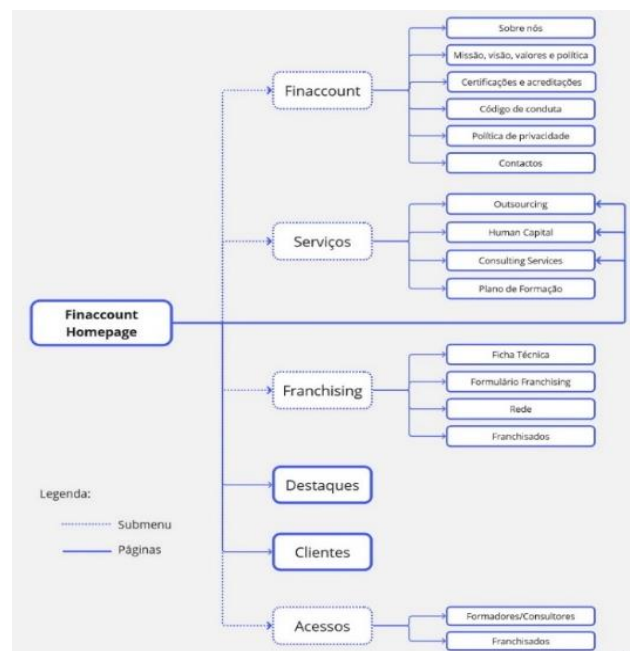 Sobre nós
Missão, visão, valores e política
Certificações e acreditações
Finaccount
Código de conduta
Política de privacidade
Contactos
Outsourcing
Human Capital
Serviços
Consulting Services
Plano de Formação
Finaccount
Homepage
Ficha Técnica
Formulário Franchising
Franchising
Rede
Franchisados
Destaques
Legenda:
Submenu
Páginas
Clientes
Formadores/Consultores
Acessos
Franchisados